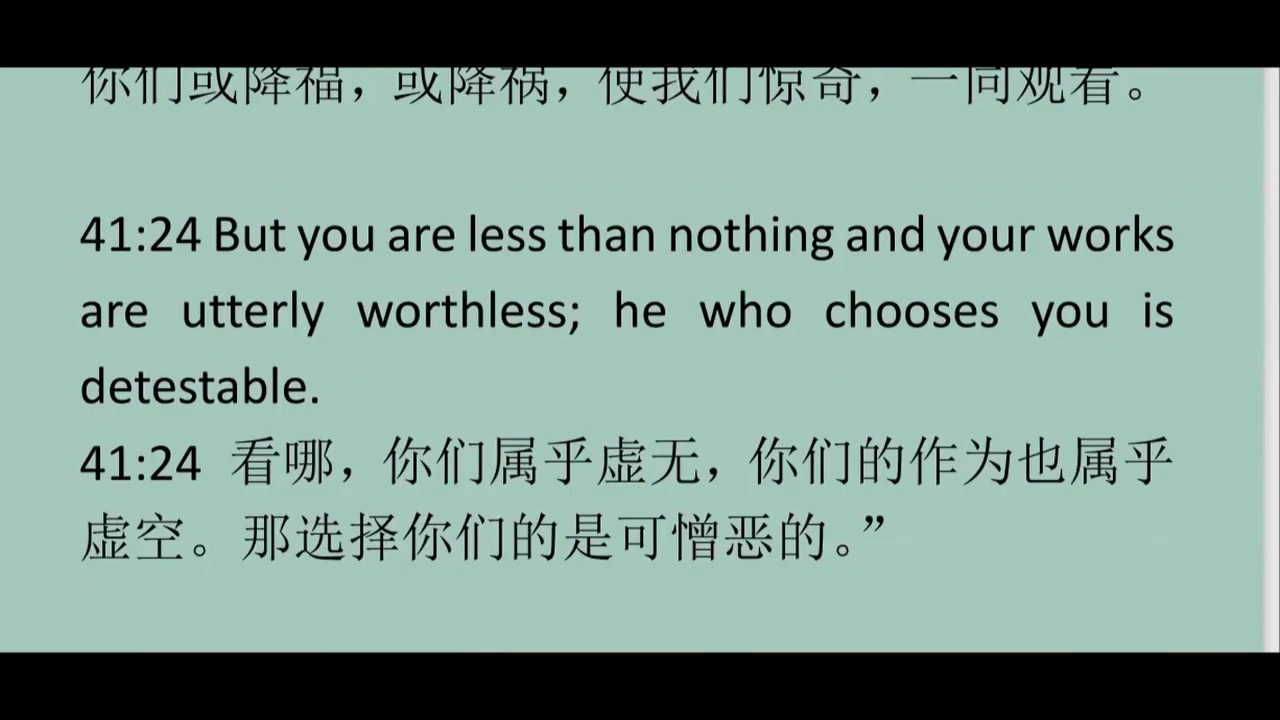 你们或降福，或降祸，使我们惊奇，一同观看。
41:24 But you are less than nothing and your works
are utterly worthless; he who chooses you is
detestable.
41:24 看哪，你们属乎虚无，你们的作为也属乎
虚空。那选择你们的是可憎恶的。”